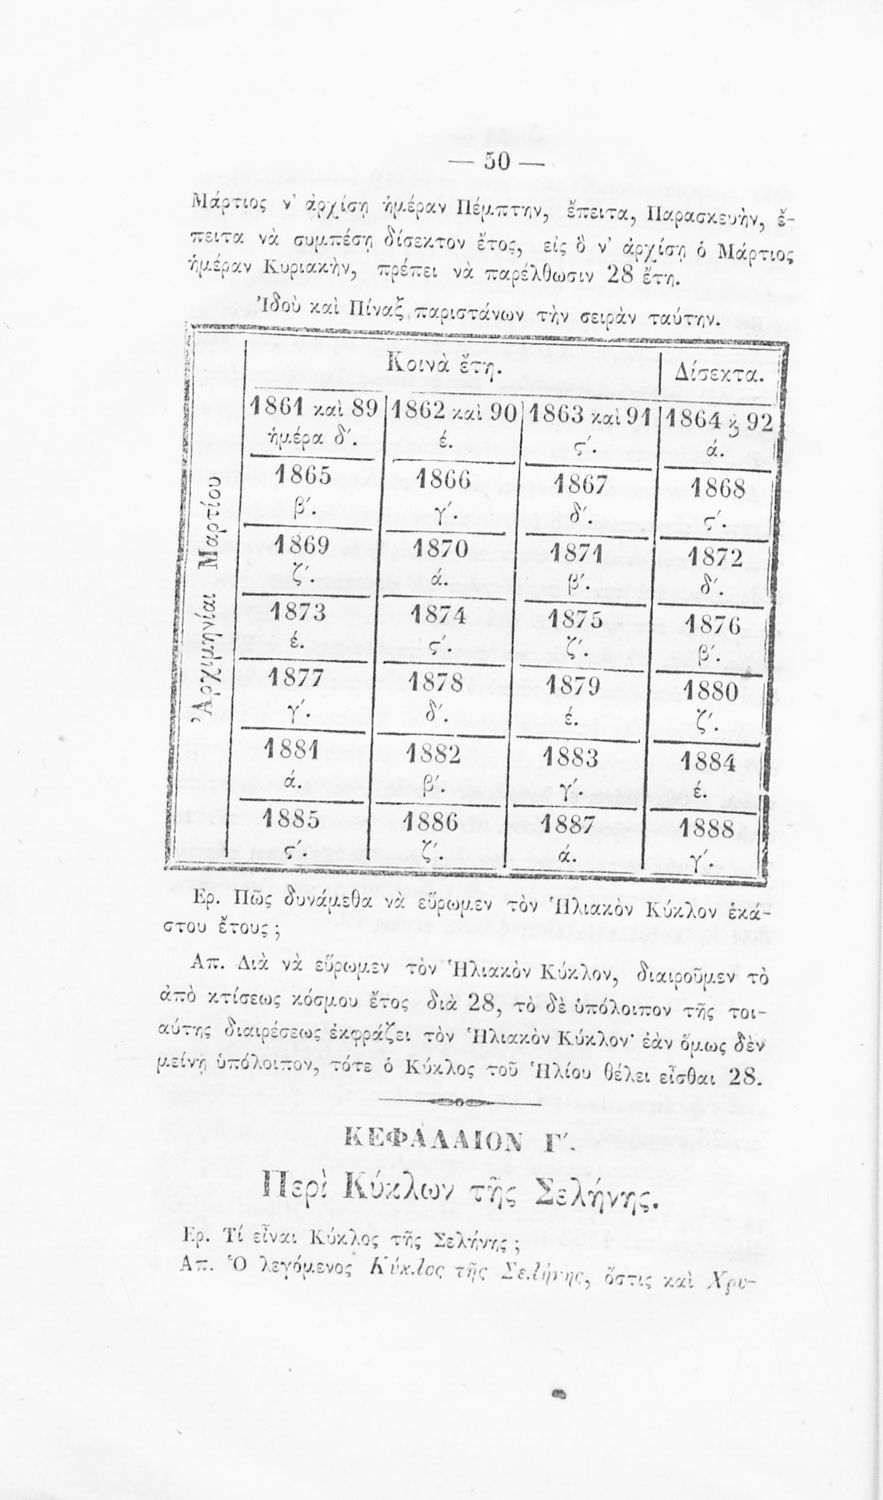 — 50 —
Μάρτιος ν' ἀρχίσῃ ἡμέραν Πέμπτην, ἔπειτα, Παρασκευὴν, ἔ-
πειτα νὰ συμπέσῃ δίσεκτον ἔτος, εἰς ὃ ν' ἀρχίσῃ ὁ Μάρτιος
ἡμέραν Κυριακὴν, πρέπει νὰ παρέλθωσιν 28 ἔτη.
Ἰδοὺ καὶ Πίναξ παριστάνων τὴν σειρὰν ταύτην.
Κοινὰ ἔτη. Δίσεκτα.
Ἀρχιμηνίαι Μαρτίου
1861 καὶ 89 1862 καὶ 90 1863 καὶ 91 1864 ϗ 92
ἡμέρα δ'. έ. ς'. ά.
1865 1866 1867 1868
β'. γ'. δ'. ς'.
1869 1870 1871 1872
ζ'. ά. β'. δ'.
1873 1874 1875 1876
έ. ς'. ζ'. β'.
1877 1878 1879 1880
γ'. δ'. έ. ζ'.
1881 1882 1883 1884
ά. β'. γ'. έ.
1885 1886 1887 1888
ς'. ζ'. ά. γ'.
Ερ. Πῶς δυνάμεθα νὰ εὕρωμεν τὸν Ἡλιακὸν Κύκλον ἑκά-
στου ἔτους ;
Απ. Διὰ νὰ εὕρωμεν τὸν Ἡλιακὸν Κύκλον, διαιροῦμεν τὸ
ἀπὸ κτίσεως κόσμου ἔτος διὰ 28, τὸ δὲ ὑπόλοιπον τῆς τοι-
αύτης διαιρέσεως ἐκφράζει τὸν Ἡλιακὸν Κύκλον· ἐὰν ὅμως δὲν
μείνῃ ὑπόλοιπον, τότε ὁ Κύκλος τοῦ Ἡλίου θέλει εἶσθαι 28.
ΚΕΦΑΛΑΙΟΝ Γ'.
Περὶ Κύκλων τῆς Σελήνης.
Ερ. Τί εἶναι Κύκλος τῆς Σελήνης ;
Απ. Ὁ λεγόμενος Κύκλος τῆς Σελήνης, ὅστις καὶ Χρυ-